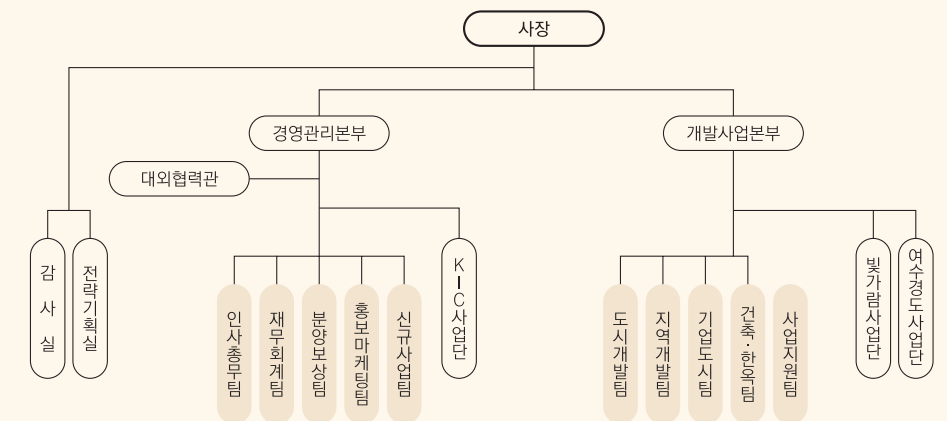 사장
경영관리본부
개발사업본부
대외협력관
감사실
전략기획실
인사총무팀
재무회계팀
분양보상팀
홍보마케팅팀
신규사업팀
KIC사업단
도시개발팀
지역개발팀
기업도시팀
건축·한옥팀
사업지원팀
빛가람사업단
여수경도사업단